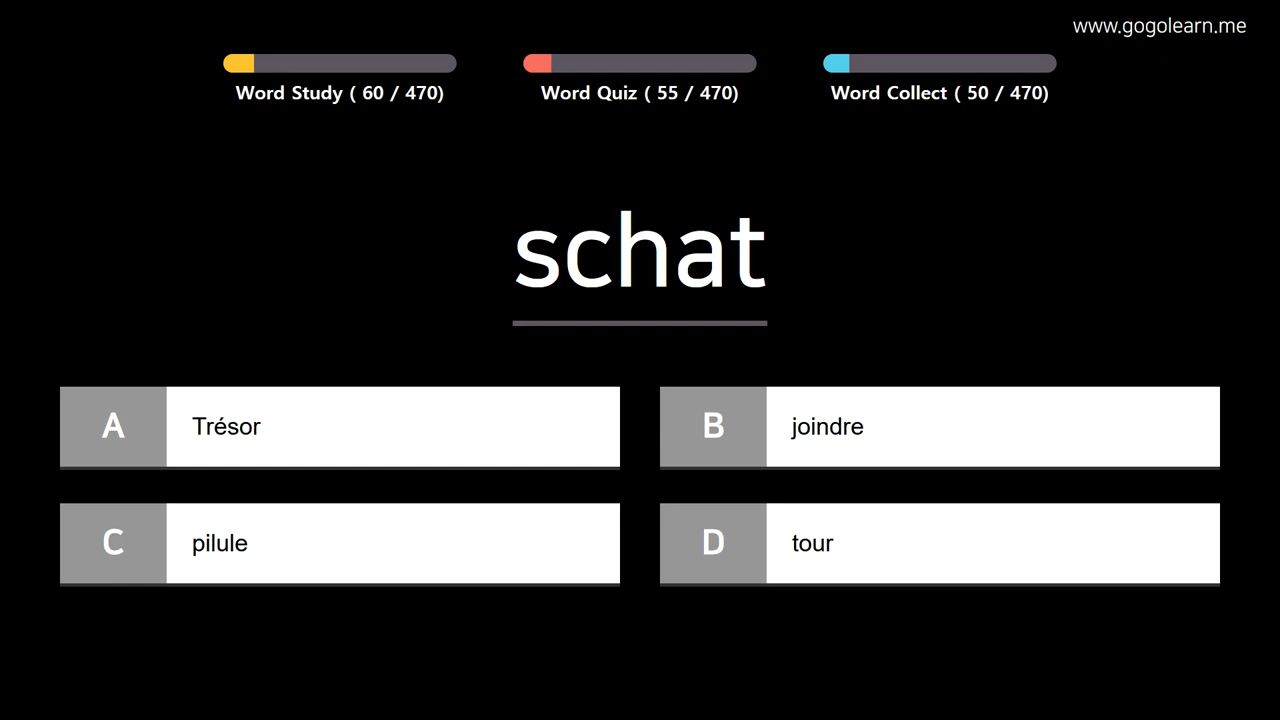 www.gogolearn.me
Word Study ( 60 / 470)
Word Quiz ( 55 / 470)
Word Collect ( 50 / 470)
schat
A Trésor
B joindre
C pilule
D tour